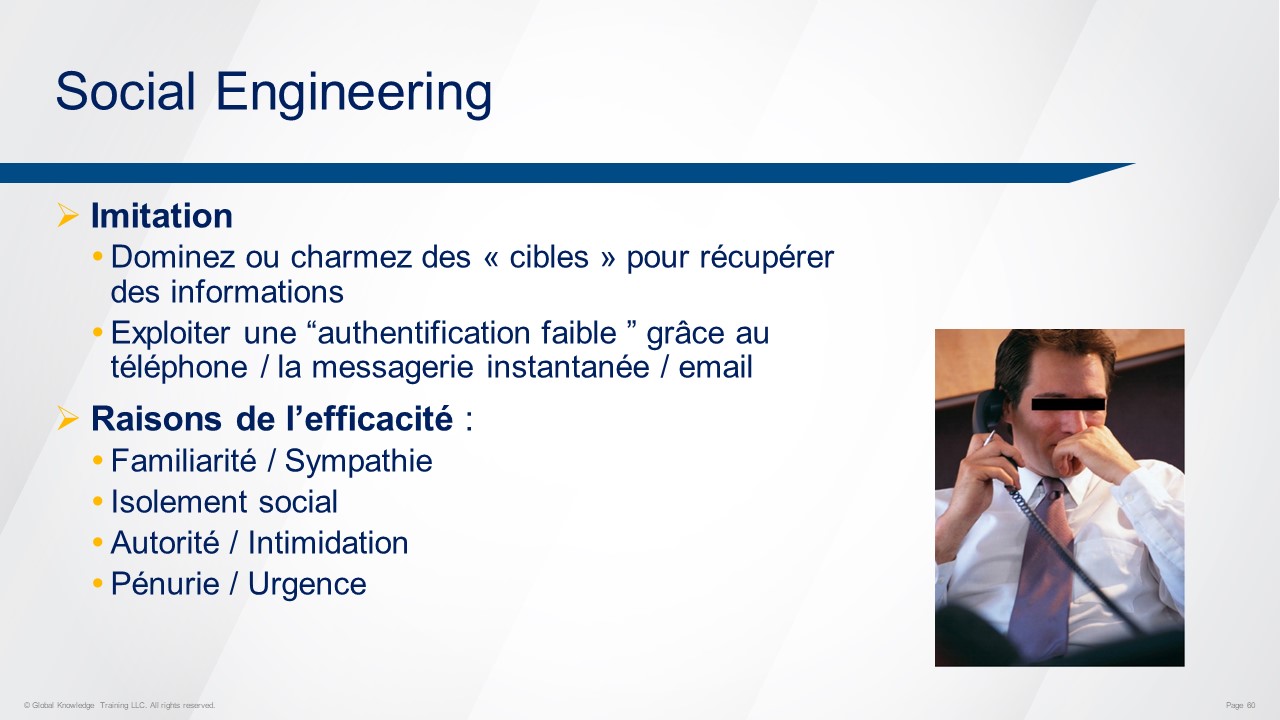 Social Engineering
Imitation
Dominez ou charmez des « cibles » pour récupérer
des informations
Exploiter une “authentification faible ” grâce au
téléphone / la messagerie instantanée / email
Raisons de l’efficacité :
Familiarité / Sympathie
Isolement social
Autorité / Intimidation
Pénurie / Urgence
© Global Knowledge Training LLC. All rights reserved.
Page 60